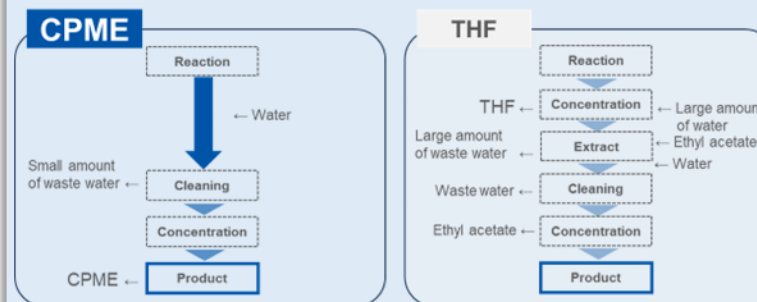 CPME
Reaction
← Water
Small amount
of waste water ←
Cleaning
Concentration
CPME ←
Product
THF
Reaction
THF ←
Concentration
← Large amoun
of water
Large amount
of waste water ←
Extract
← Ethyl acetate
← Water
Waste water ←
Cleaning
Ethyl acetate ←
Concentration
Product